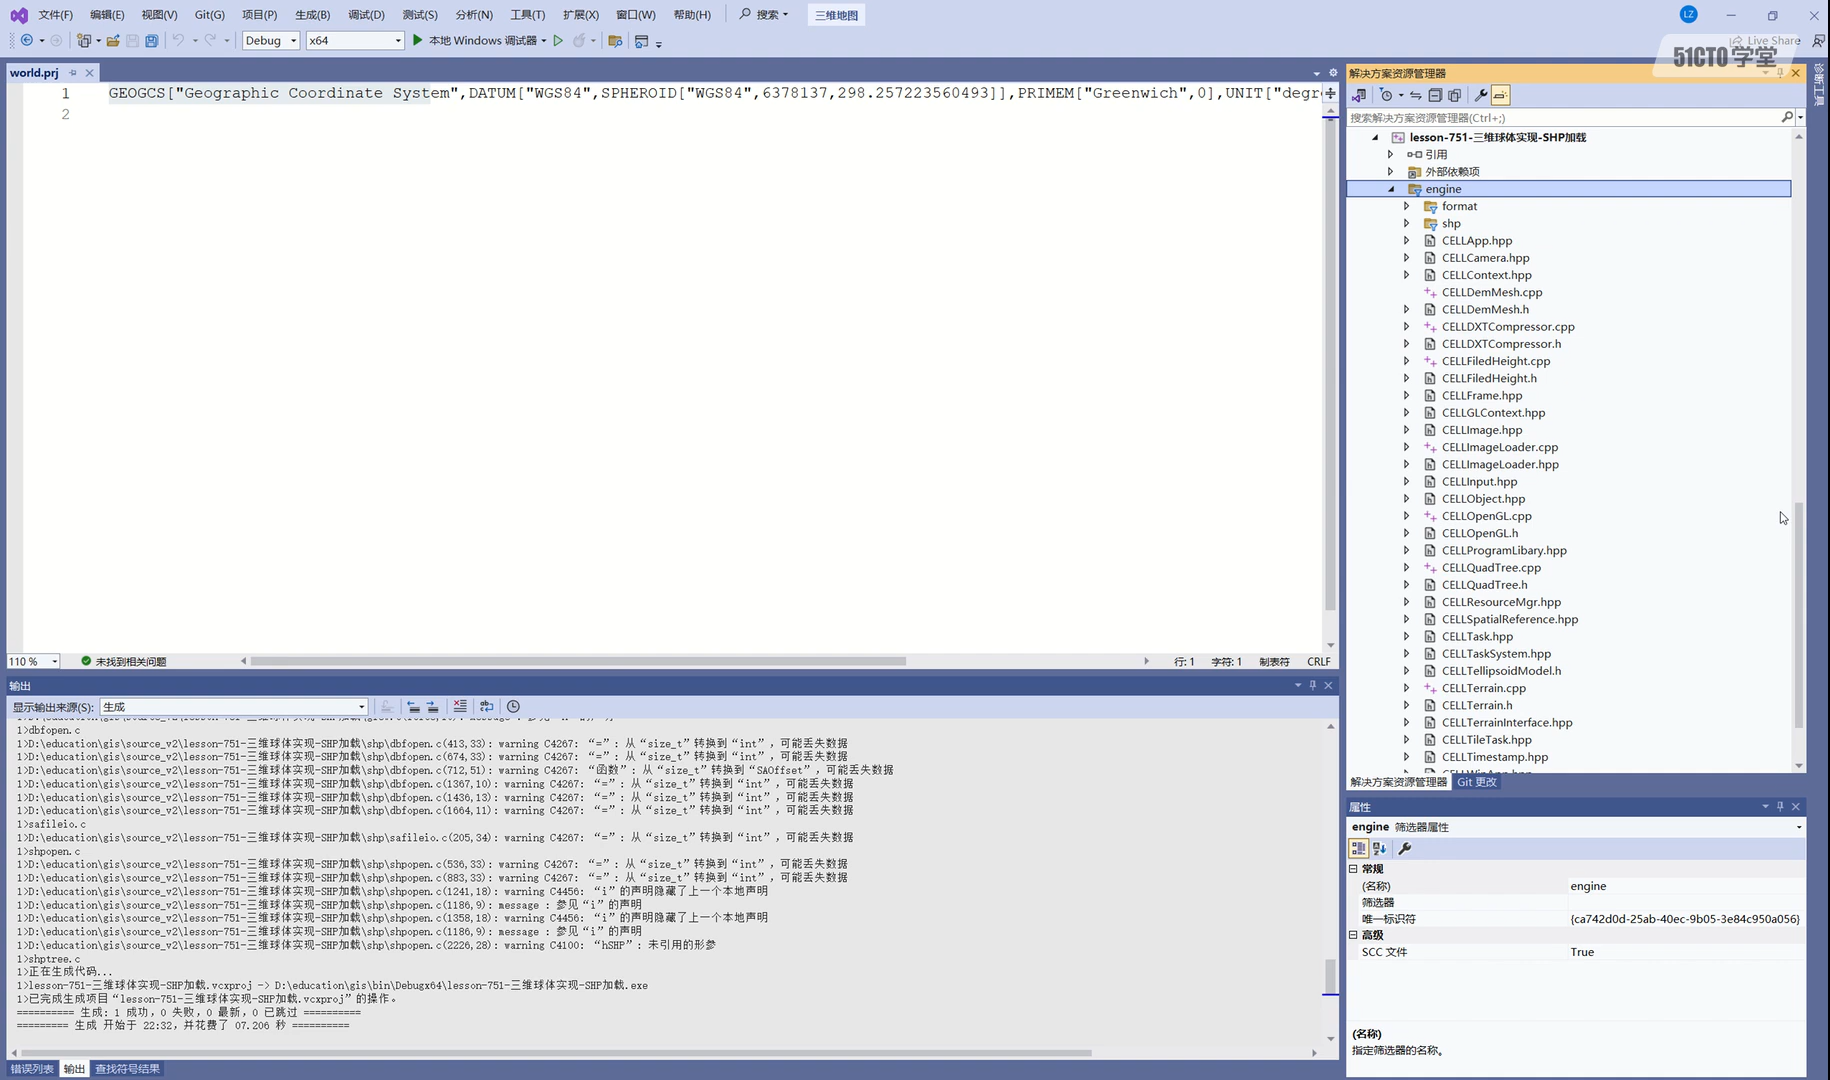 文件(F) 编辑(E) 视图(V) Git(G) 项目(P) 生成(B) 调试(D) 测试(S) 分析(N) 工具(T) 扩展(X) 窗口(W) 帮助(H) 搜索 三维地图 LZ
Debug x64 本地 Windows 调试器 Live Share
51CTO学堂
world.prj
1 GEOGCS["Geographic Coordinate System",DATUM["WGS84",SPHEROID["WGS84",6378137,298.257223560493]],PRIMEM["Greenwich",0],UNIT["degr
2
110 % 未找到相关问题 行: 1 字符: 1 制表符 CRLF
输出
显示输出来源(S): 生成
1>dbfopen.c
1>D:\education\gis\source_v2\lesson-751-三维球体实现-SHP加载\shp\dbfopen.c(413,33): warning C4267: “=”: 从“size_t”转换到“int”，可能丢失数据
1>D:\education\gis\source_v2\lesson-751-三维球体实现-SHP加载\shp\dbfopen.c(674,33): warning C4267: “=”: 从“size_t”转换到“int”，可能丢失数据
1>D:\education\gis\source_v2\lesson-751-三维球体实现-SHP加载\shp\dbfopen.c(712,51): warning C4267: “函数”: 从“size_t”转换到“SAOffset”，可能丢失数据
1>D:\education\gis\source_v2\lesson-751-三维球体实现-SHP加载\shp\dbfopen.c(1367,10): warning C4267: “=”: 从“size_t”转换到“int”，可能丢失数据
1>D:\education\gis\source_v2\lesson-751-三维球体实现-SHP加载\shp\dbfopen.c(1436,13): warning C4267: “=”: 从“size_t”转换到“int”，可能丢失数据
1>D:\education\gis\source_v2\lesson-751-三维球体实现-SHP加载\shp\dbfopen.c(1664,11): warning C4267: “=”: 从“size_t”转换到“int”，可能丢失数据
1>safileio.c
1>D:\education\gis\source_v2\lesson-751-三维球体实现-SHP加载\shp\safileio.c(205,34): warning C4267: “=”: 从“size_t”转换到“int”，可能丢失数据
1>shpopen.c
1>D:\education\gis\source_v2\lesson-751-三维球体实现-SHP加载\shp\shpopen.c(536,33): warning C4267: “=”: 从“size_t”转换到“int”，可能丢失数据
1>D:\education\gis\source_v2\lesson-751-三维球体实现-SHP加载\shp\shpopen.c(883,33): warning C4267: “=”: 从“size_t”转换到“int”，可能丢失数据
1>D:\education\gis\source_v2\lesson-751-三维球体实现-SHP加载\shp\shpopen.c(1241,18): warning C4456: “i”的声明隐藏了上一个本地声明
1>D:\education\gis\source_v2\lesson-751-三维球体实现-SHP加载\shp\shpopen.c(1186,9): message : 参见“i”的声明
1>D:\education\gis\source_v2\lesson-751-三维球体实现-SHP加载\shp\shpopen.c(1358,18): warning C4456: “i”的声明隐藏了上一个本地声明
1>D:\education\gis\source_v2\lesson-751-三维球体实现-SHP加载\shp\shpopen.c(1186,9): message : 参见“i”的声明
1>D:\education\gis\source_v2\lesson-751-三维球体实现-SHP加载\shp\shpopen.c(2226,28): warning C4100: “hSHP”: 未引用的形参
1>shptree.c
1>正在生成代码...
1>lesson-751-三维球体实现-SHP加载.vcxproj -> D:\education\gis\bin\Debugx64\lesson-751-三维球体实现-SHP加载.exe
1>已完成生成项目“lesson-751-三维球体实现-SHP加载.vcxproj”的操作。
========== 生成: 1 成功，0 失败，0 最新，0 已跳过 ==========
========= 生成 开始于 22:32，并花费了 07.206 秒 ==========
错误列表 输出 查找符号结果
解决方案资源管理器
搜索解决方案资源管理器(Ctrl+;)
lesson-751-三维球体实现-SHP加载
引用
外部依赖项
engine
format
shp
CELLApp.hpp
CELLCamera.hpp
CELLContext.hpp
CELLDemMesh.cpp
CELLDemMesh.h
CELLDXTCompressor.cpp
CELLDXTCompressor.h
CELLFiledHeight.cpp
CELLFiledHeight.h
CELLFrame.hpp
CELLGLContext.hpp
CELLImage.hpp
CELLImageLoader.cpp
CELLImageLoader.hpp
CELLInput.hpp
CELLObject.hpp
CELLOpenGL.cpp
CELLOpenGL.h
CELLProgramLibary.hpp
CELLQuadTree.cpp
CELLQuadTree.h
CELLResourceMgr.hpp
CELLSpatialReference.hpp
CELLTask.hpp
CELLTaskSystem.hpp
CELLTellipsoidModel.h
CELLTerrain.cpp
CELLTerrain.h
CELLTerrainInterface.hpp
CELLTileTask.hpp
CELLTimestamp.hpp
解决方案资源管理器 Git 更改
属性
engine 筛选器属性
常规
(名称) engine
筛选器
唯一标识符 {ca742d0d-25ab-40ec-9b05-3e84c950a056}
高级
SCC 文件 True
(名称)
指定筛选器的名称。
诊断工具